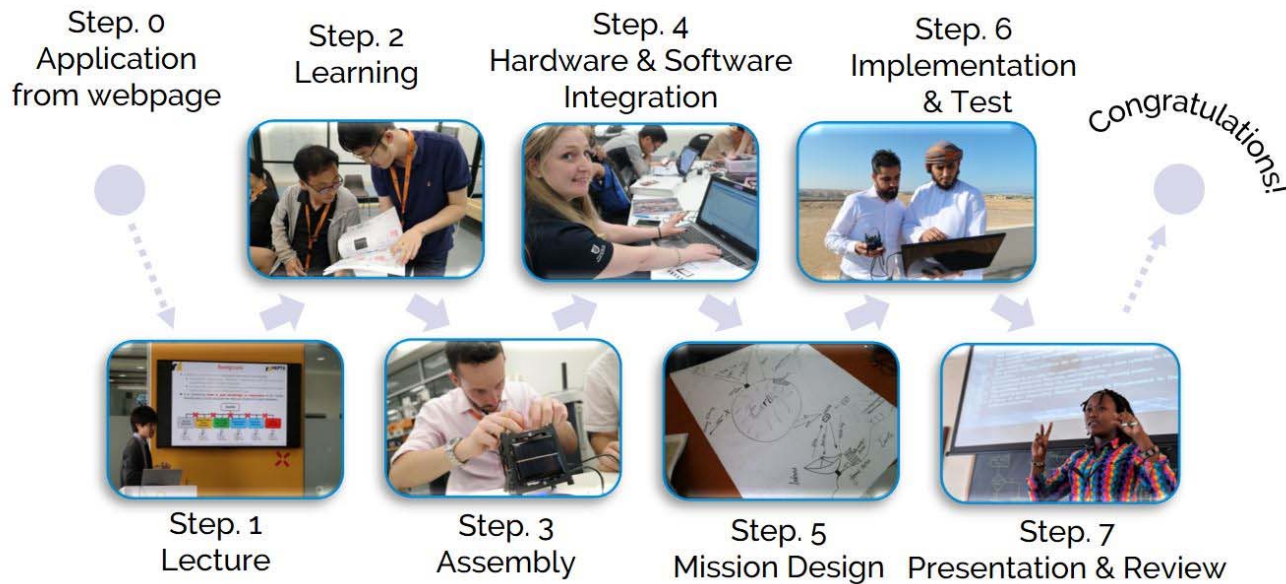 Step. 0
Application
from webpage
Step. 1
Lecture
Step. 2
Learning
Step. 3
Assembly
Step. 4
Hardware & Software
Integration
Step. 5
Mission Design
Step. 6
Implementation
& Test
Step. 7
Presentation & Review
Congratulations!